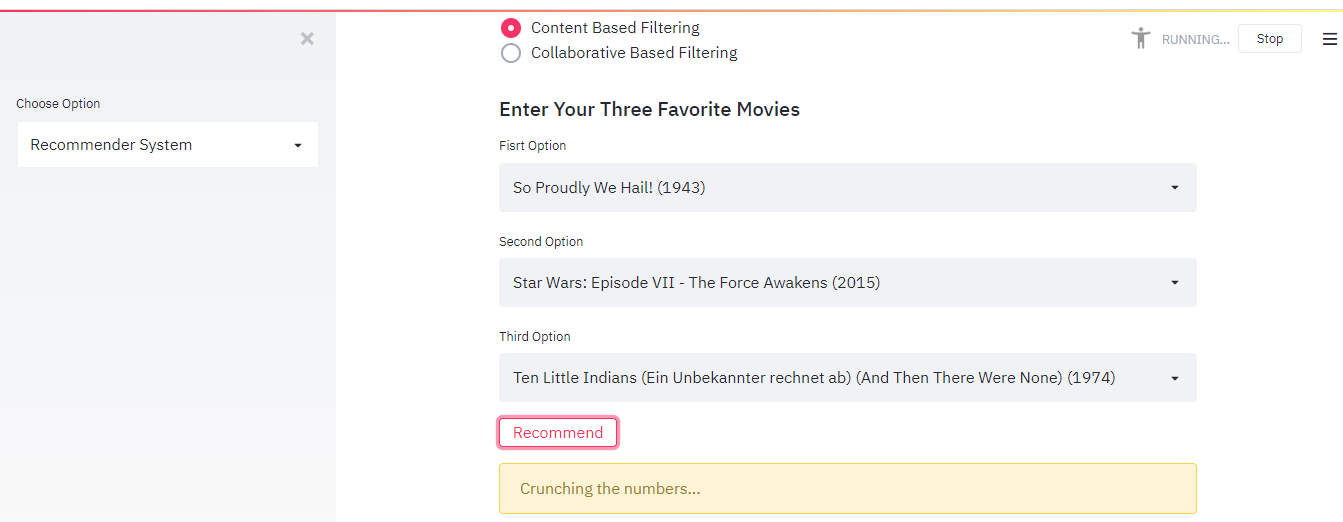 Content Based Filtering
Collaborative Based Filtering
RUNNING...
Stop
Choose Option
Recommender System
Enter Your Three Favorite Movies
Fisrt Option
So Proudly We Hail! (1943)
Second Option
Star Wars: Episode VII - The Force Awakens (2015)
Third Option
Ten Little Indians (Ein Unbekannter rechnet ab) (And Then There Were None) (1974)
Recommend
Crunching the numbers...